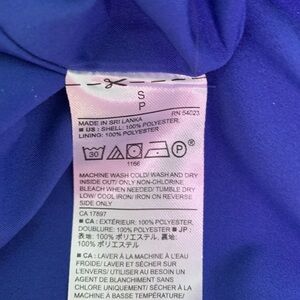 S
P
RN 54023
MADE IN SRI LANKA
■ US : SHELL: 100% POLYESTER,
LINING: 100% POLYESTER
30
P
1166
MACHINE WASH COLD/ WASH AND DRY
INSIDE OUT/ ONLY NON-CHLORINE
BLEACH WHEN NEEDED/ TUMBLE DRY
LOW/ COOL IRON/ IRON ON REVERSE
SIDE ONLY
CA 17897
■ CA : EXTÉRIEUR: 100% POLYESTER,
DOUBLURE: 100% POLYESTER ■ JP :
表地: 100% ポリエステル, 裏地:
100% ポリエステル
■ CA : LAVER À LA MACHINE À L'EAU
FROIDE/ LAVER ET SÉCHER SUR
L'ENVERS/ UTILISER SEUL UN
AGENT DE BLANCHIMENT SANS
CHLORE UNIQUEMENT/ SÉCHER À LA
MACHINE À BASSE TEMPÉRATURE/